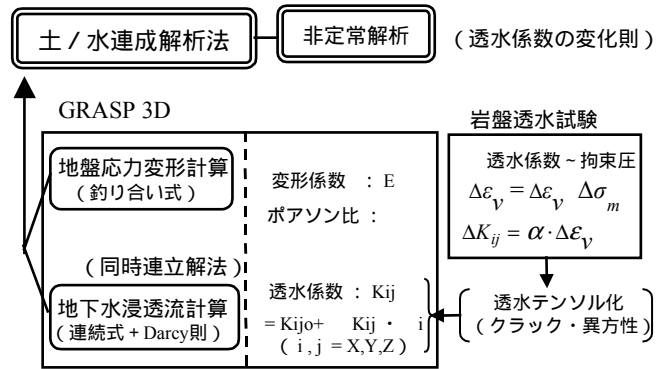 土 / 水連成解析法
非定常解析
(透水係数の変化則)
GRASP 3D
地盤応力変形計算
(釣り合い式)
(同時連立解法)
地下水浸透流計算
(連続式 + Darcy則)
変形係数 : E
ポアソン比 :
透水係数 : Kij
= Kijo+ Kij ・ i
( i , j = X,Y,Z )
岩盤透水試験
透水係数 ~ 拘束圧
Δεv = Δεv Δσm
ΔKij = α・Δεv
透水テンソル化
(クラック・異方性)